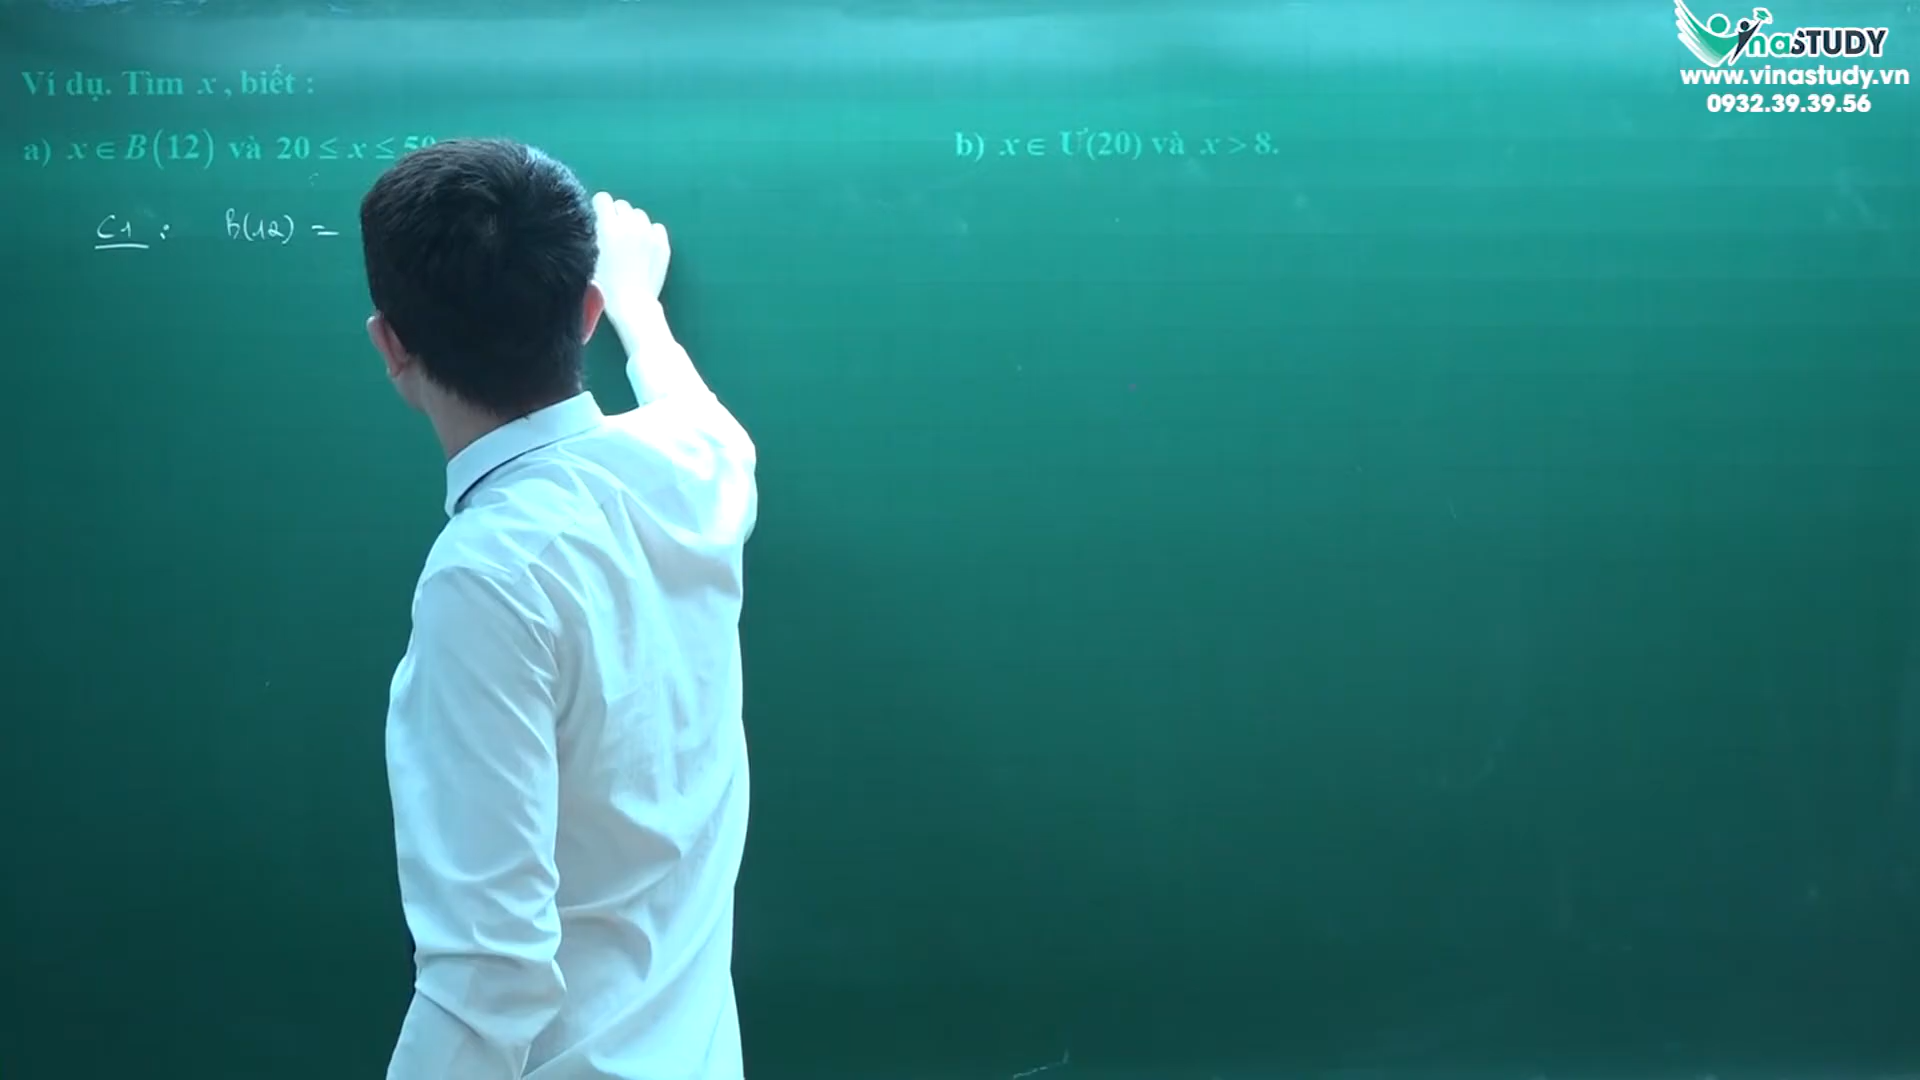 Ví dụ. Tìm x, biết :
a) x ∈ B(12) và 20 ≤ x ≤ 50
b) x ∈ Ư(20) và x > 8.
C1 : B(12) =
VinaSTUDY
www.vinastudy.vn
0932.39.39.56